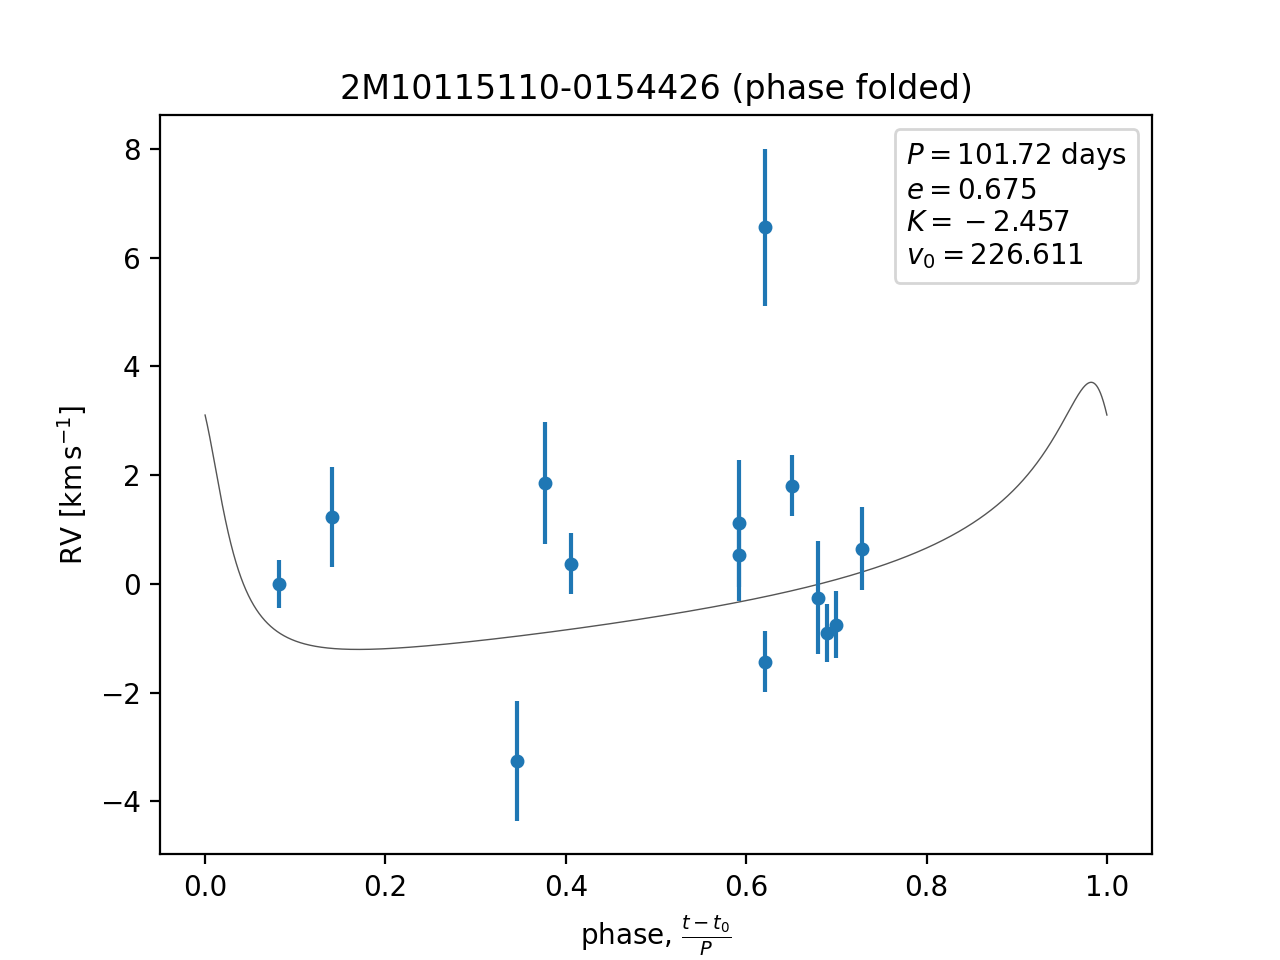 2M10115110-0154426 (phase folded)
P = 101.72 days
e = 0.675
K = −2.457
v₀ = 226.611
8
6
4
2
0
−2
−4
RV [km s⁻¹]
0.0 0.2 0.4 0.6 0.8 1.0
phase, (t − t₀)/P